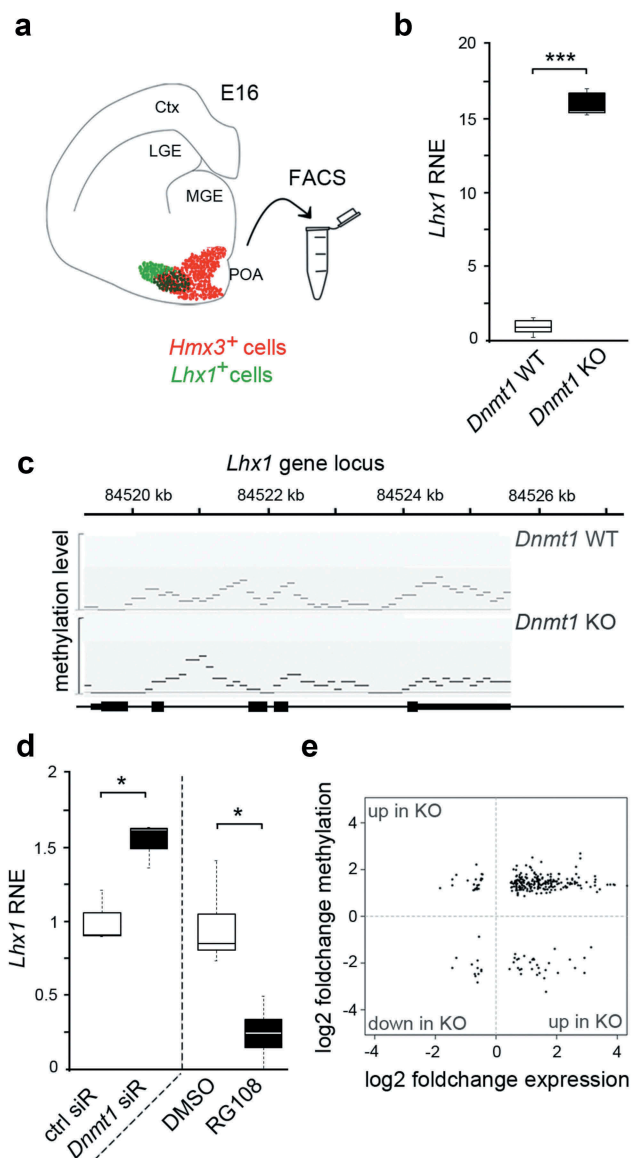 a
Ctx
E16
LGE
MGE
FACS
POA
Hmx3+ cells
Lhx1+cells
b
20
15
10
5
0
Lhx1 RNE
***
Dnmt1 WT
Dnmt1 KO
c
Lhx1 gene locus
84520 kb 84522 kb 84524 kb 84526 kb
methylation level
Dnmt1 WT
Dnmt1 KO
d
2
1.5
1
0.5
0
Lhx1 RNE
*
*
ctrl siR
Dnmt1 siR
DMSO
RG108
e
log2 foldchange methylation
4
2
0
-2
-4
up in KO
down in KO
up in KO
-4 -2 0 2 4
log2 foldchange expression